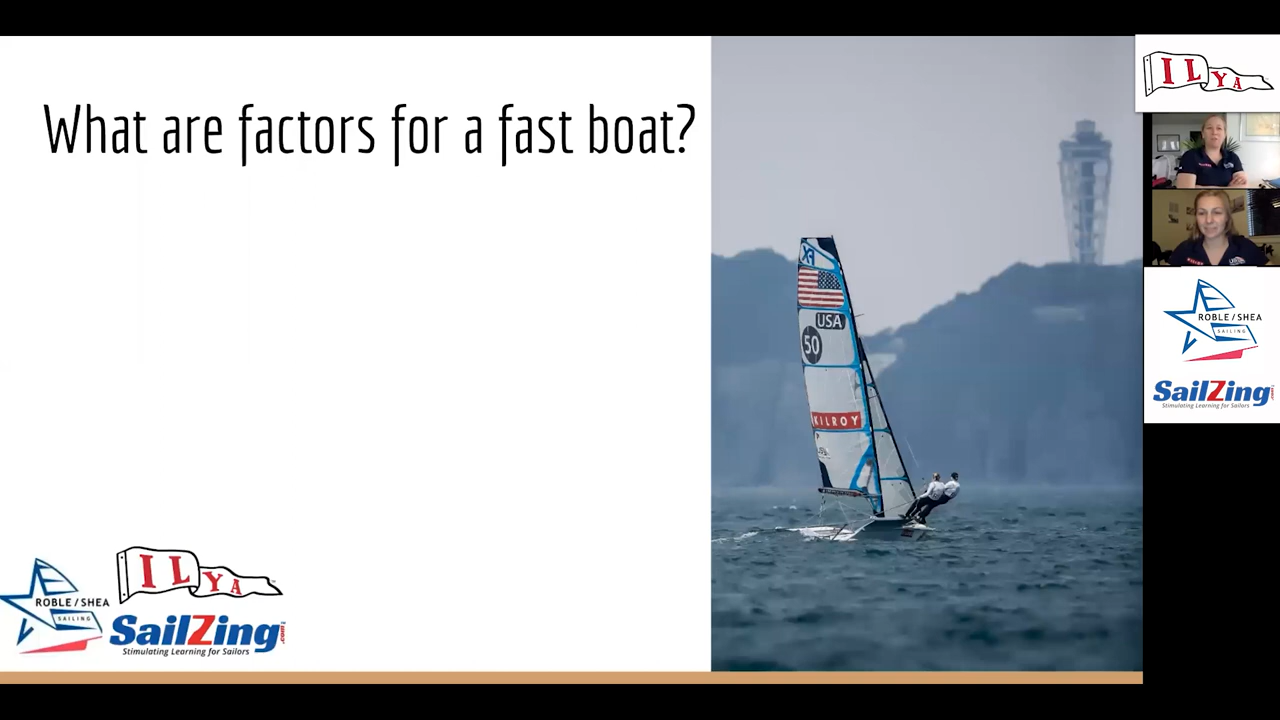 What are factors for a fast boat?
FX
USA
50
KILROY
ILYA
ROBLE/SHEA
SAILING
SailZing
Stimulating Learning for Sailors
ILYA
ROBLE/SHEA
SAILING
SailZing
Stimulating Learning for Sailors